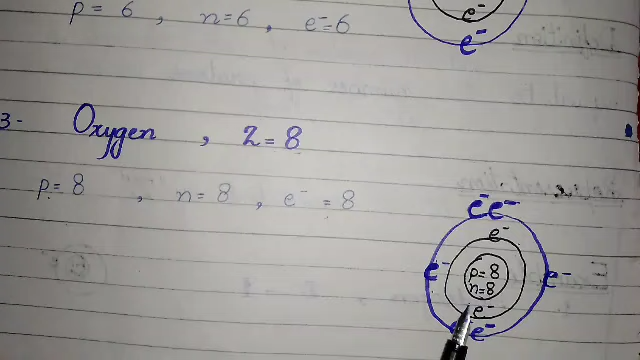 p = 6 , n=6 , e⁻=6
e⁻
e⁻
3- Oxygen , Z=8
p= 8 , n = 8 , e⁻ = 8
e⁻e⁻
e⁻
e⁻ p=8 e⁻
n=8
e⁻
e⁻ e⁻